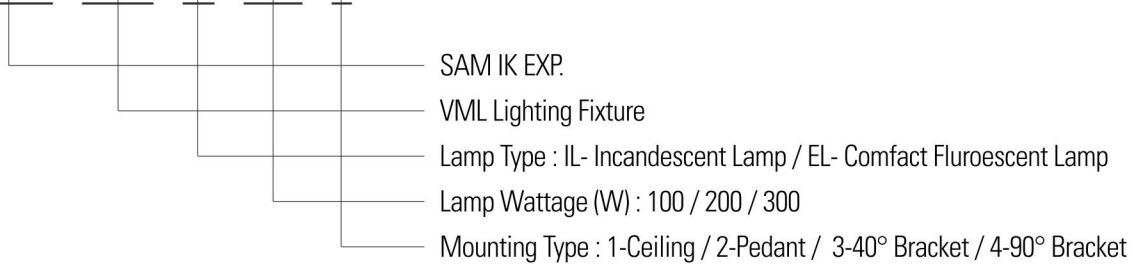 SAM IK EXP.
VML Lighting Fixture
Lamp Type : IL- Incandescent Lamp / EL- Comfact Fluroescent Lamp
Lamp Wattage (W) : 100 / 200 / 300
Mounting Type : 1-Ceiling / 2-Pedant / 3-40° Bracket / 4-90° Bracket